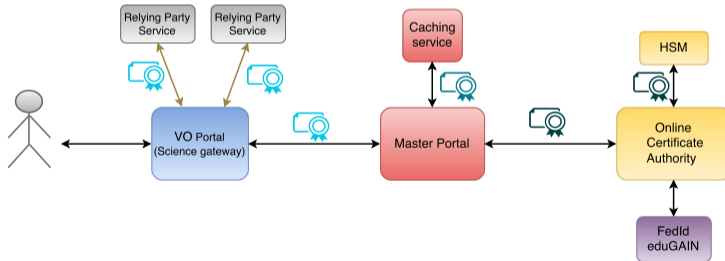 Relying Party
Service
Relying Party
Service
Caching
service
HSM
VO Portal
(Science gateway)
Master Portal
Online
Certificate
Authority
FedId
eduGAIN